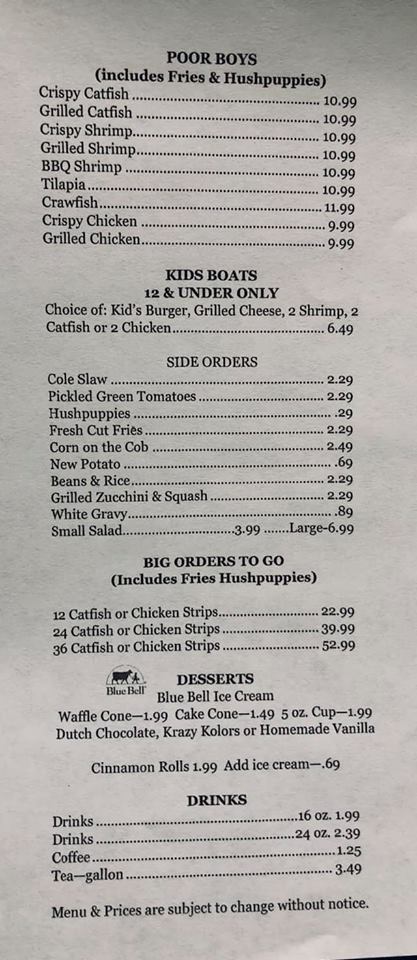 POOR BOYS
(includes Fries & Hushpuppies)
Crispy Catfish ........ 10.99
Grilled Catfish ........ 10.99
Crispy Shrimp........ 10.99
Grilled Shrimp........ 10.99
BBQ Shrimp ........ 10.99
Tilapia........ 10.99
Crawfish........ 11.99
Crispy Chicken ........ 9.99
Grilled Chicken........ 9.99
KIDS BOATS
12 & UNDER ONLY
Choice of: Kid's Burger, Grilled Cheese, 2 Shrimp, 2
Catfish or 2 Chicken........ 6.49
SIDE ORDERS
Cole Slaw ........ 2.29
Pickled Green Tomatoes ........ 2.29
Hushpuppies ........ .29
Fresh Cut Fries ........ 2.29
Corn on the Cob ........ 2.49
New Potato ........ .69
Beans & Rice........ 2.29
Grilled Zucchini & Squash ........ 2.29
White Gravy........ .89
Small Salad........3.99 .......Large-6.99
BIG ORDERS TO GO
(Includes Fries Hushpuppies)
12 Catfish or Chicken Strips........ 22.99
24 Catfish or Chicken Strips ........ 39.99
36 Catfish or Chicken Strips ........ 52.99
Blue Bell
DESSERTS
Blue Bell Ice Cream
Waffle Cone—1.99 Cake Cone—1.49 5 oz. Cup—1.99
Dutch Chocolate, Krazy Kolors or Homemade Vanilla
Cinnamon Rolls 1.99 Add ice cream—.69
DRINKS
Drinks ........16 oz. 1.99
Drinks ........24 oz. 2.39
Coffee ........1.25
Tea—gallon ........ 3.49
Menu & Prices are subject to change without notice.